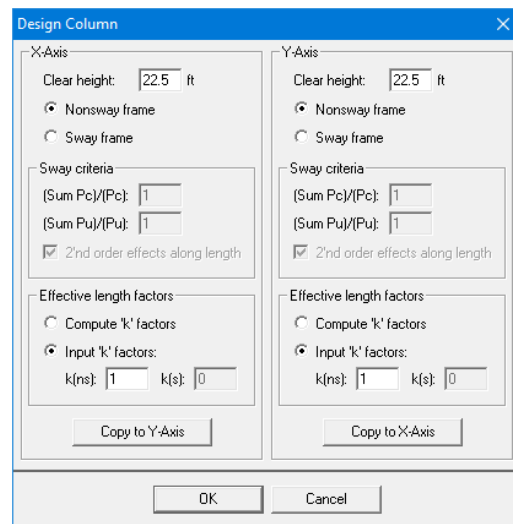 Design Column
X-Axis
Clear height: 22.5 ft
Nonsway frame
Sway frame
Sway criteria
(Sum Pc)/(Pc): 1
(Sum Pu)/(Pu): 1
2'nd order effects along length
Effective length factors
Compute 'k' factors
Input 'k' factors:
k(ns): 1 k(s): 0
Copy to Y-Axis
Y-Axis
Clear height: 22.5 ft
Nonsway frame
Sway frame
Sway criteria
(Sum Pc)/(Pc): 1
(Sum Pu)/(Pu): 1
2'nd order effects along length
Effective length factors
Compute 'k' factors
Input 'k' factors:
k(ns): 1 k(s): 0
Copy to X-Axis
OK Cancel